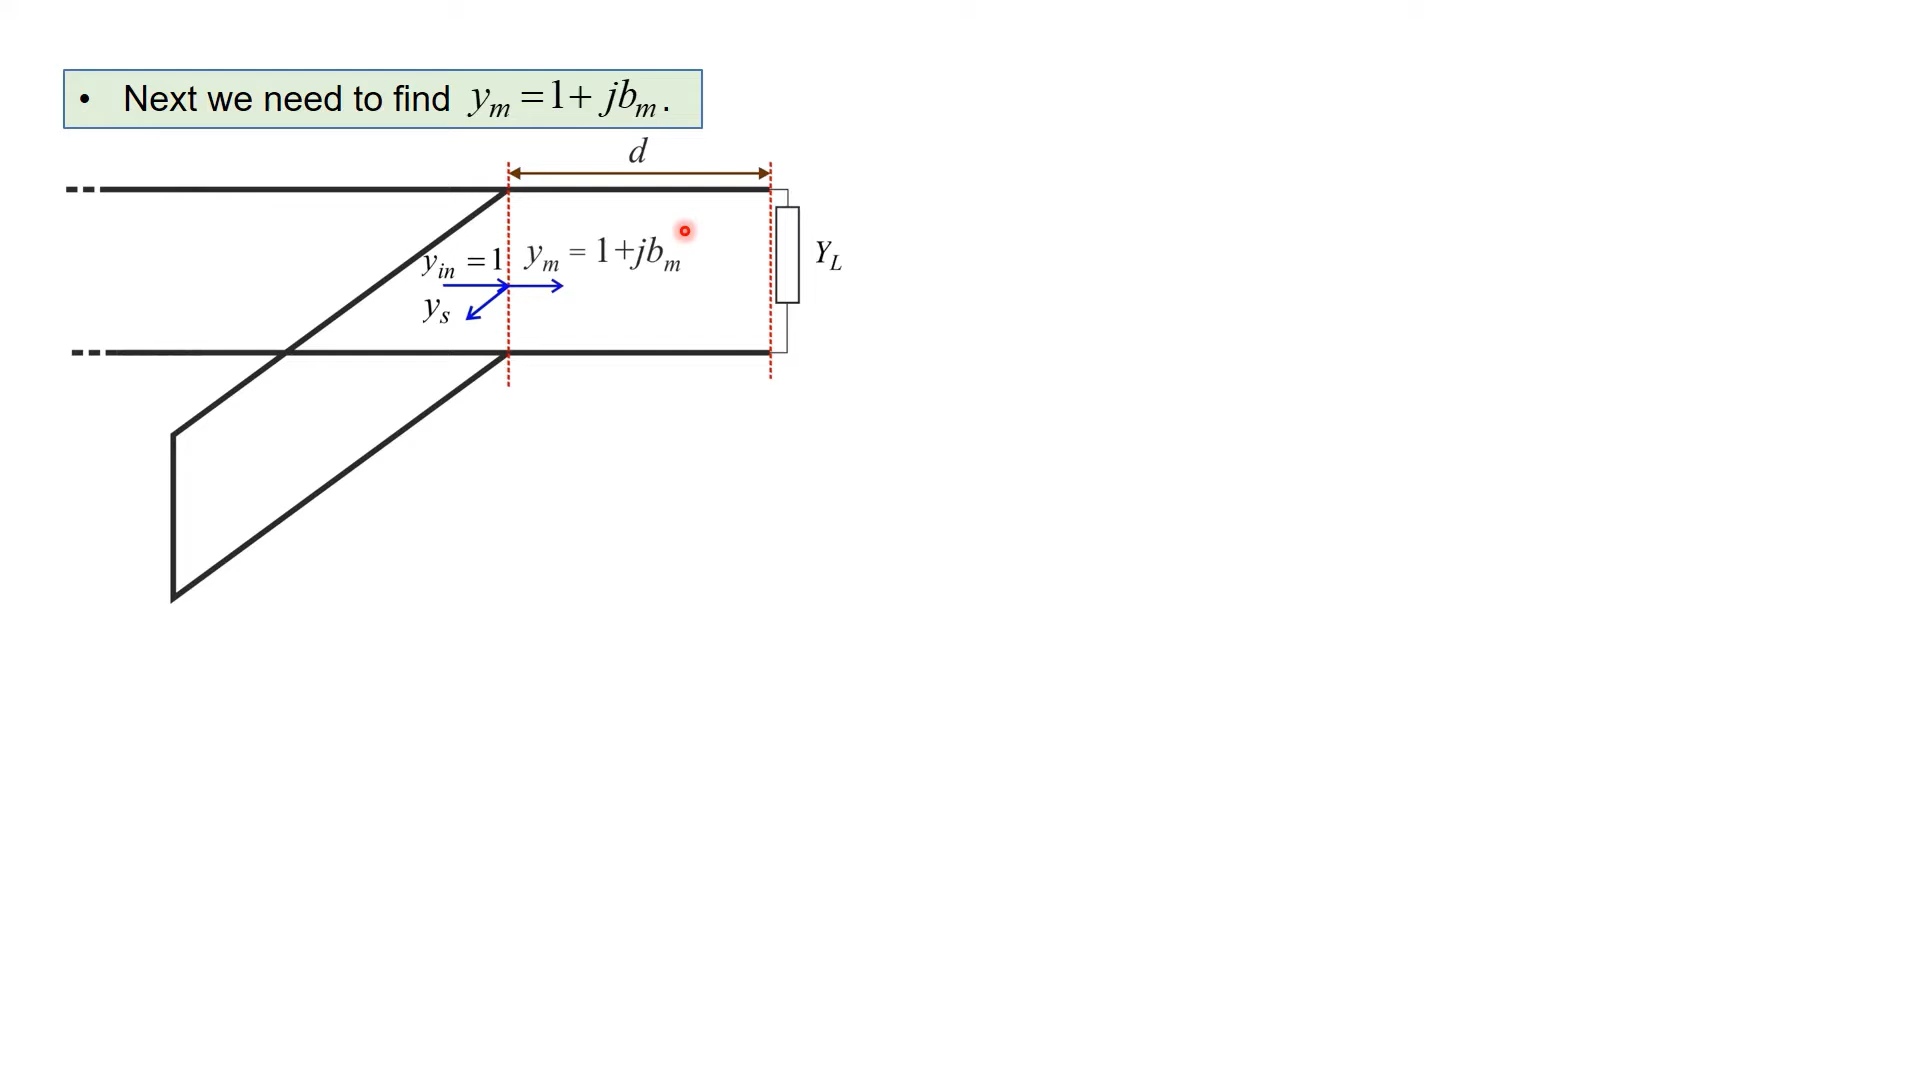 • Next we need to find y_m = 1 + jb_m.
d
y_in = 1 y_m = 1+jb_m
Y_L
y_s